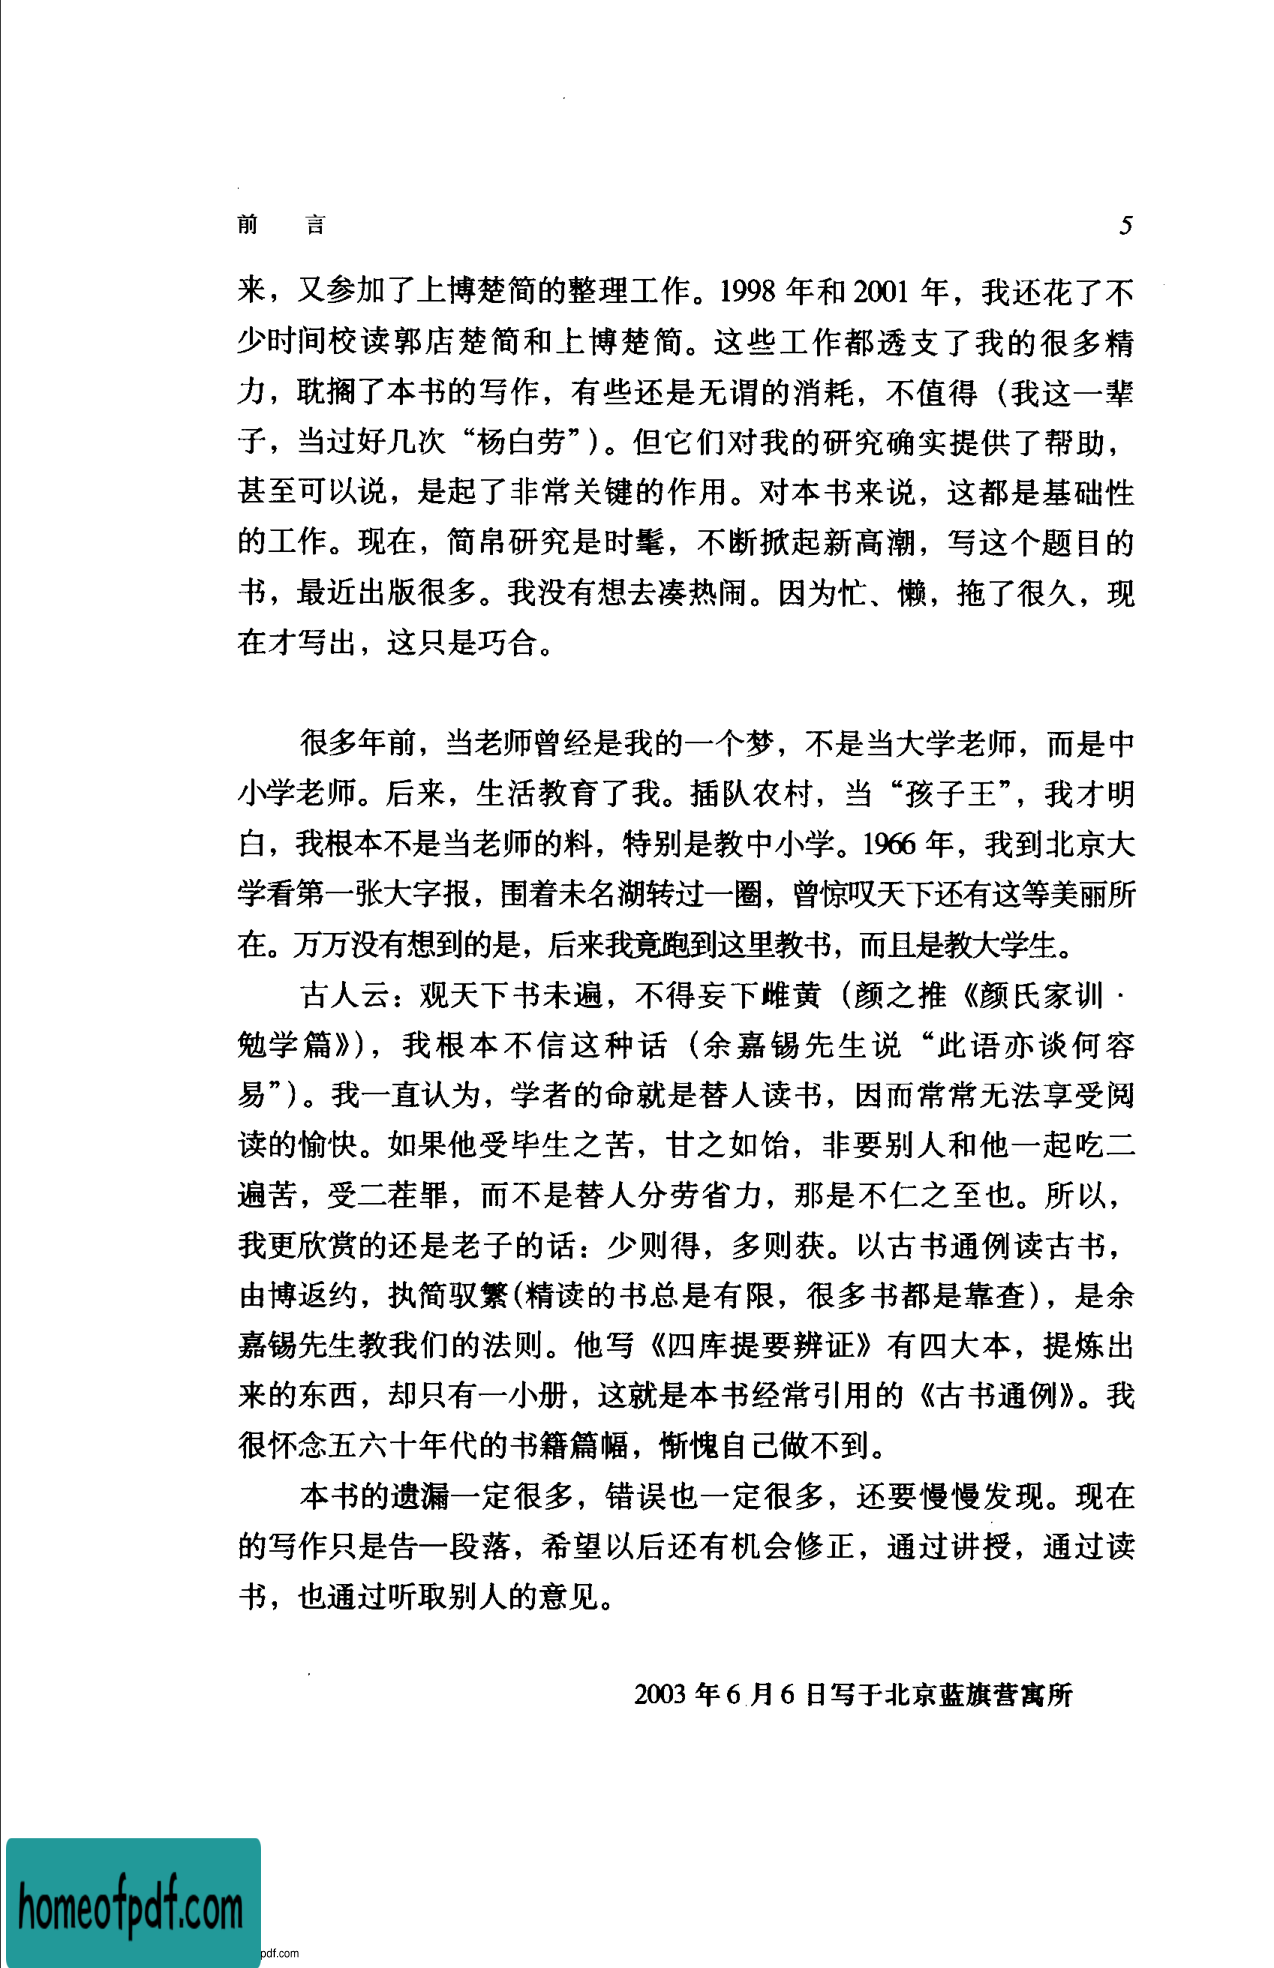 前　言　5
来，又参加了上博楚简的整理工作。1998 年和 2001 年，我还花了不
少时间校读郭店楚简和上博楚简。这些工作都透支了我的很多精
力，耽搁了本书的写作，有些还是无谓的消耗，不值得（我这一辈
子，当过好几次“杨白劳”）。但它们对我的研究确实提供了帮助，
甚至可以说，是起了非常关键的作用。对本书来说，这都是基础性
的工作。现在，简帛研究是时髦，不断掀起新高潮，写这个题目的
书，最近出版很多。我没有想去凑热闹。因为忙、懒，拖了很久，现
在才写出，这只是巧合。
很多年前，当老师曾经是我的一个梦，不是当大学老师，而是中
小学老师。后来，生活教育了我。插队农村，当“孩子王”，我才明
白，我根本不是当老师的料，特别是教中小学。1966 年，我到北京大
学看第一张大字报，围着未名湖转过一圈，曾惊叹天下还有这等美丽所
在。万万没有想到的是，后来我竟跑到这里教书，而且是教大学生。
古人云：观天下书未遍，不得妄下雌黄（颜之推《颜氏家训·
勉学篇》），我根本不信这种话（余嘉锡先生说“此语亦谈何容
易”）。我一直认为，学者的命就是替人读书，因而常常无法享受阅
读的愉快。如果他受毕生之苦，甘之如饴，非要别人和他一起吃二
遍苦，受二茬罪，而不是替人分劳省力，那是不仁之至也。所以，
我更欣赏的还是老子的话：少则得，多则获。以古书通例读古书，
由博返约，执简驭繁（精读的书总是有限，很多书都是靠查），是余
嘉锡先生教我们的法则。他写《四库提要辨证》有四大本，提炼出
来的东西，却只有一小册，这就是本书经常引用的《古书通例》。我
很怀念五六十年代的书籍篇幅，惭愧自己做不到。
本书的遗漏一定很多，错误也一定很多，还要慢慢发现。现在
的写作只是告一段落，希望以后还有机会修正，通过讲授，通过读
书，也通过听取别人的意见。
2003 年 6 月 6 日写于北京蓝旗营寓所
homeofpdf.com
pdf.com